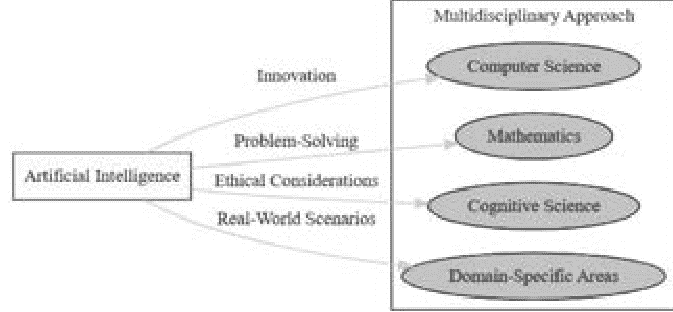 Multidisciplinary Approach
Computer Science
Innovation
Problem-Solving
Mathematics
Artificial Intelligence
Ethical Considerations
Cognitive Science
Real-World Scenarios
Domain-Specific Areas